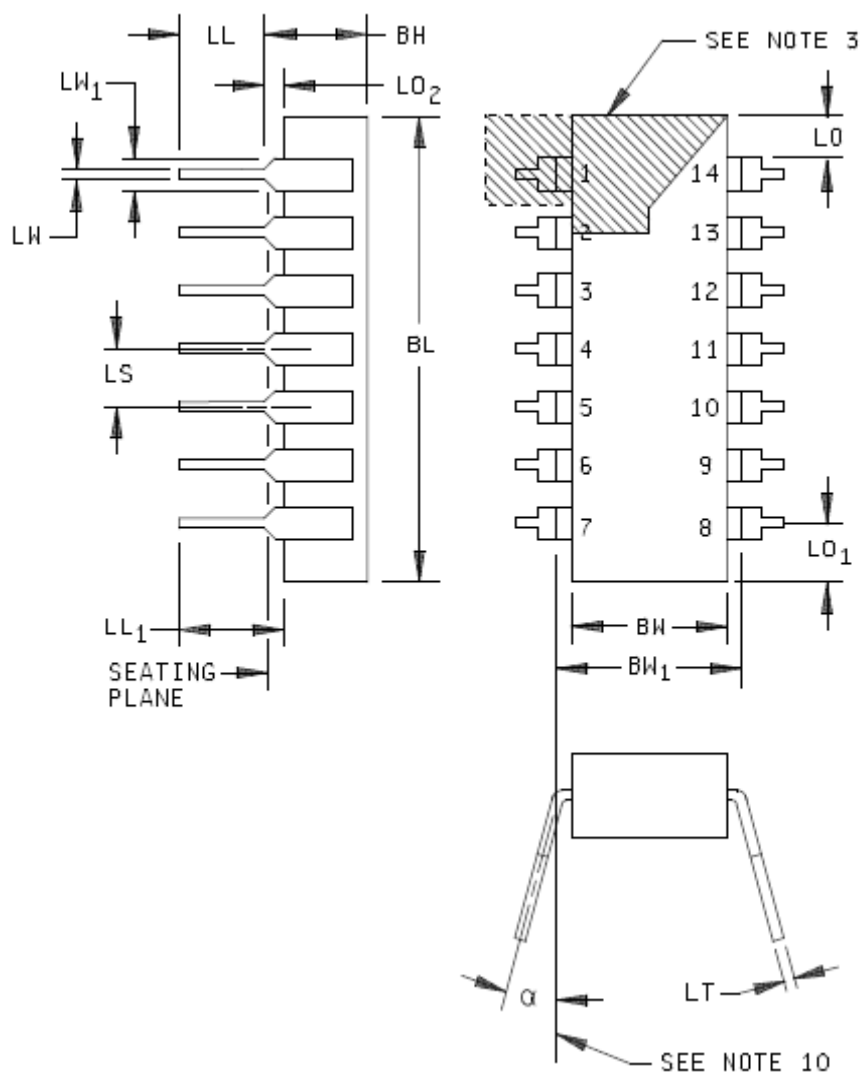 LL
BH
SEE NOTE 3
LW₁
LO₂
LO
1
14
LW
2
13
3
12
BL
4
11
LS
5
10
6
9
7
8
LO₁
LL₁
BW
SEATING
PLANE
BW₁
α
LT
SEE NOTE 10